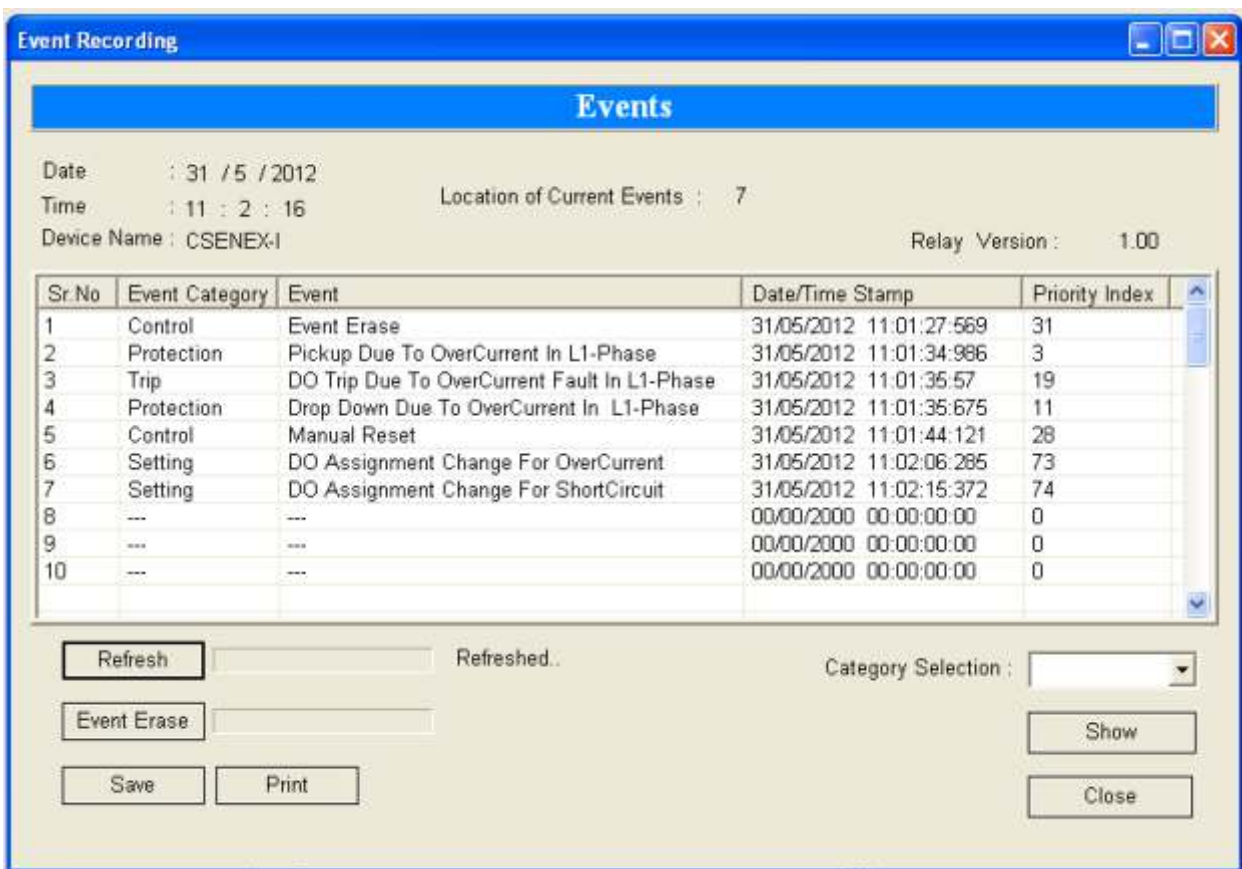 Event Recording
Events
Date : 31 / 5 / 2012
Time : 11 : 2 : 16
Location of Current Events : 7
Device Name : CSENEX-I
Relay Version : 1.00
Sr.No Event Category Event Date/Time Stamp Priority Index
1 Control Event Erase 31/05/2012 11:01:27:569 31
2 Protection Pickup Due To OverCurrent In L1-Phase 31/05/2012 11:01:34:986 3
3 Trip DO Trip Due To OverCurrent Fault In L1-Phase 31/05/2012 11:01:35:57 19
4 Protection Drop Down Due To OverCurrent In L1-Phase 31/05/2012 11:01:35:675 11
5 Control Manual Reset 31/05/2012 11:01:44:121 28
6 Setting DO Assignment Change For OverCurrent 31/05/2012 11:02:06:285 73
7 Setting DO Assignment Change For ShortCircuit 31/05/2012 11:02:15:372 74
8 --- --- 00/00/2000 00:00:00:00 0
9 --- --- 00/00/2000 00:00:00:00 0
10 --- --- 00/00/2000 00:00:00:00 0
Refresh Refreshed.. Category Selection :
Event Erase Show
Save Print Close